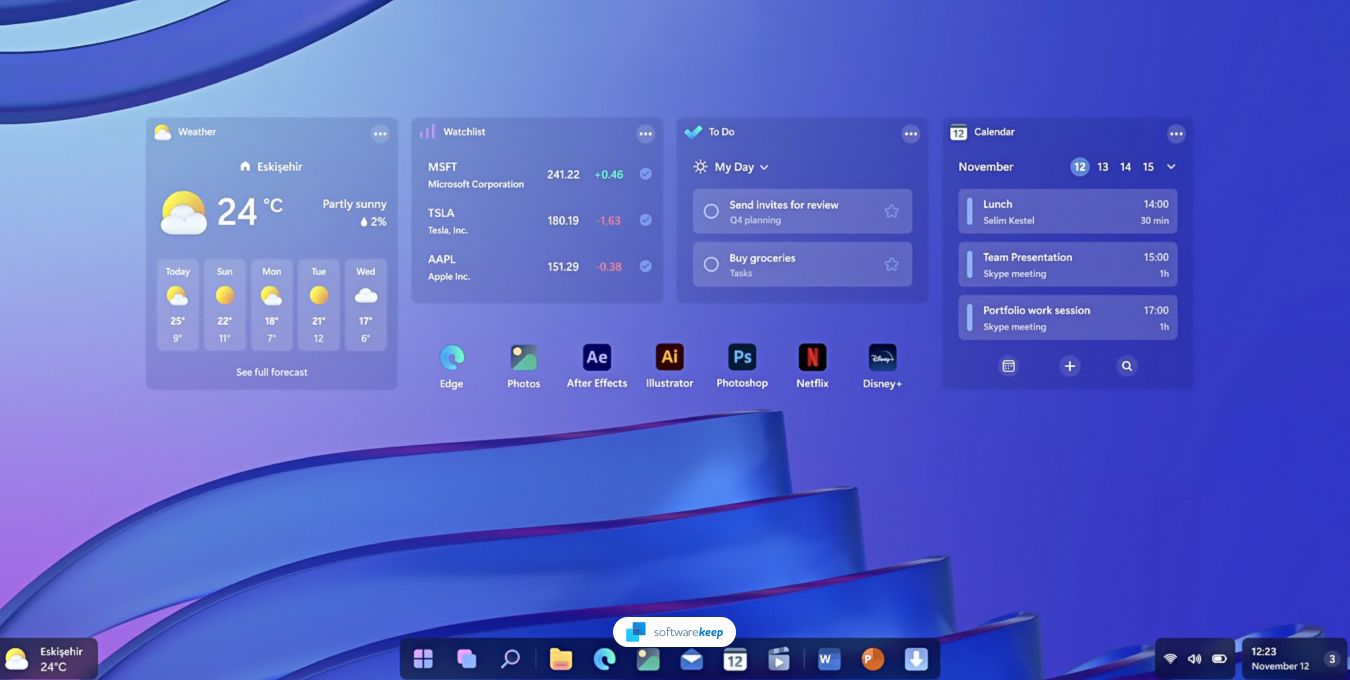 Weather
Eskişehir
24 °C
Partly sunny
2%
Today Sun Mon Tue Wed
25° 22° 18° 21° 17°
9° 11° 7° 12 6°
See full forecast
Watchlist
MSFT
Microsoft Corporation
241.22 +0.46
TSLA
Tesla, Inc.
180.19 -1,63
AAPL
Apple Inc.
151.29 -0.38
To Do
My Day
Send invites for review
Q4 planning
Buy groceries
Tasks
12 Calendar
November 12 13 14 15
Lunch 14:00
Selim Kestel 30 min
Team Presentation 15:00
Skype meeting 1h
Portfolio work session 17:00
Skype meeting 1h
Ae Ai Ps N Disney+
Edge Photos After Effects Illustrator Photoshop Netflix Disney+
softwarekeep
Eskişehir
24°C
12 W P
12:23
November 12 3